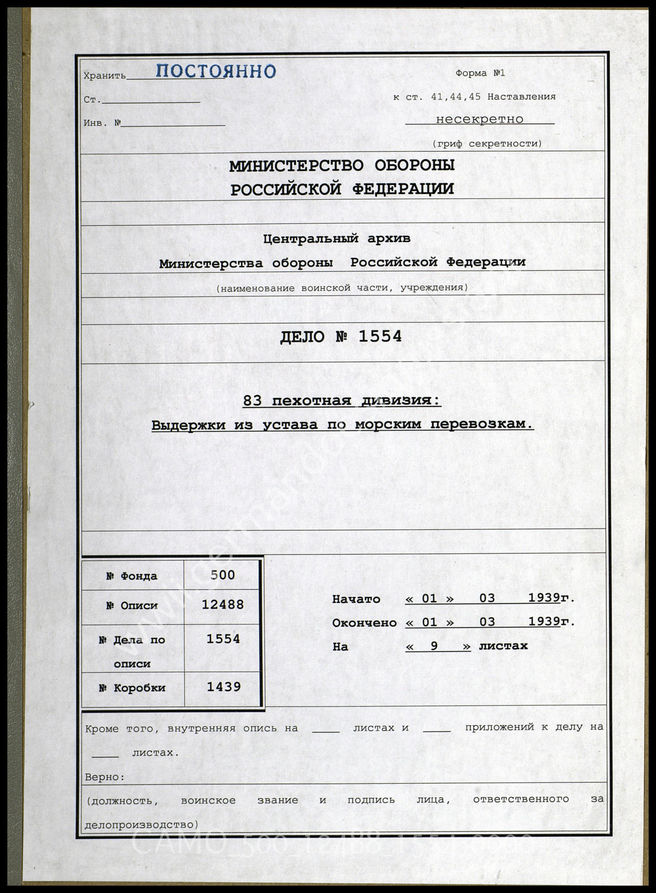 Хранить ПОСТОЯННО
Форма №1
Ст.
к ст. 41,44,45 Наставления
Инв. №
несекретно
(гриф секретности)
МИНИСТЕРСТВО ОБОРОНЫ
РОССИЙСКОЙ ФЕДЕРАЦИИ
Центральный архив
Министерства обороны Российской Федерации
(наименование воинской части, учреждения)
ДЕЛО № 1554
83 пехотная дивизия:
Выдержки из устава по морским перевозкам.
№ Фонда 500
№ Описи 12488
№ Дела по описи 1554
№ Коробки 1439
Начато « 01 » 03 1939г.
Окончено « 01 » 03 1939г.
На « 9 » листах
Кроме того, внутренняя опись на ____ листах и ____ приложений к делу на
____ листах.
Верно:
(должность, воинское звание и подпись лица, ответственного за
делопроизводство)